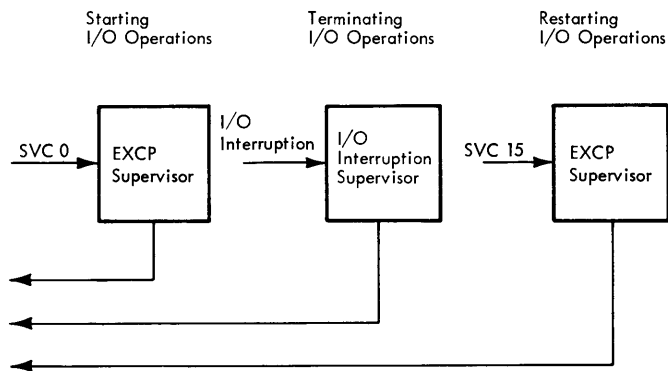 Starting
I/O Operations
Terminating
I/O Operations
Restarting
I/O Operations
SVC 0
EXCP
Supervisor
I/O
Interruption
I/O
Interruption
Supervisor
SVC 15
EXCP
Supervisor